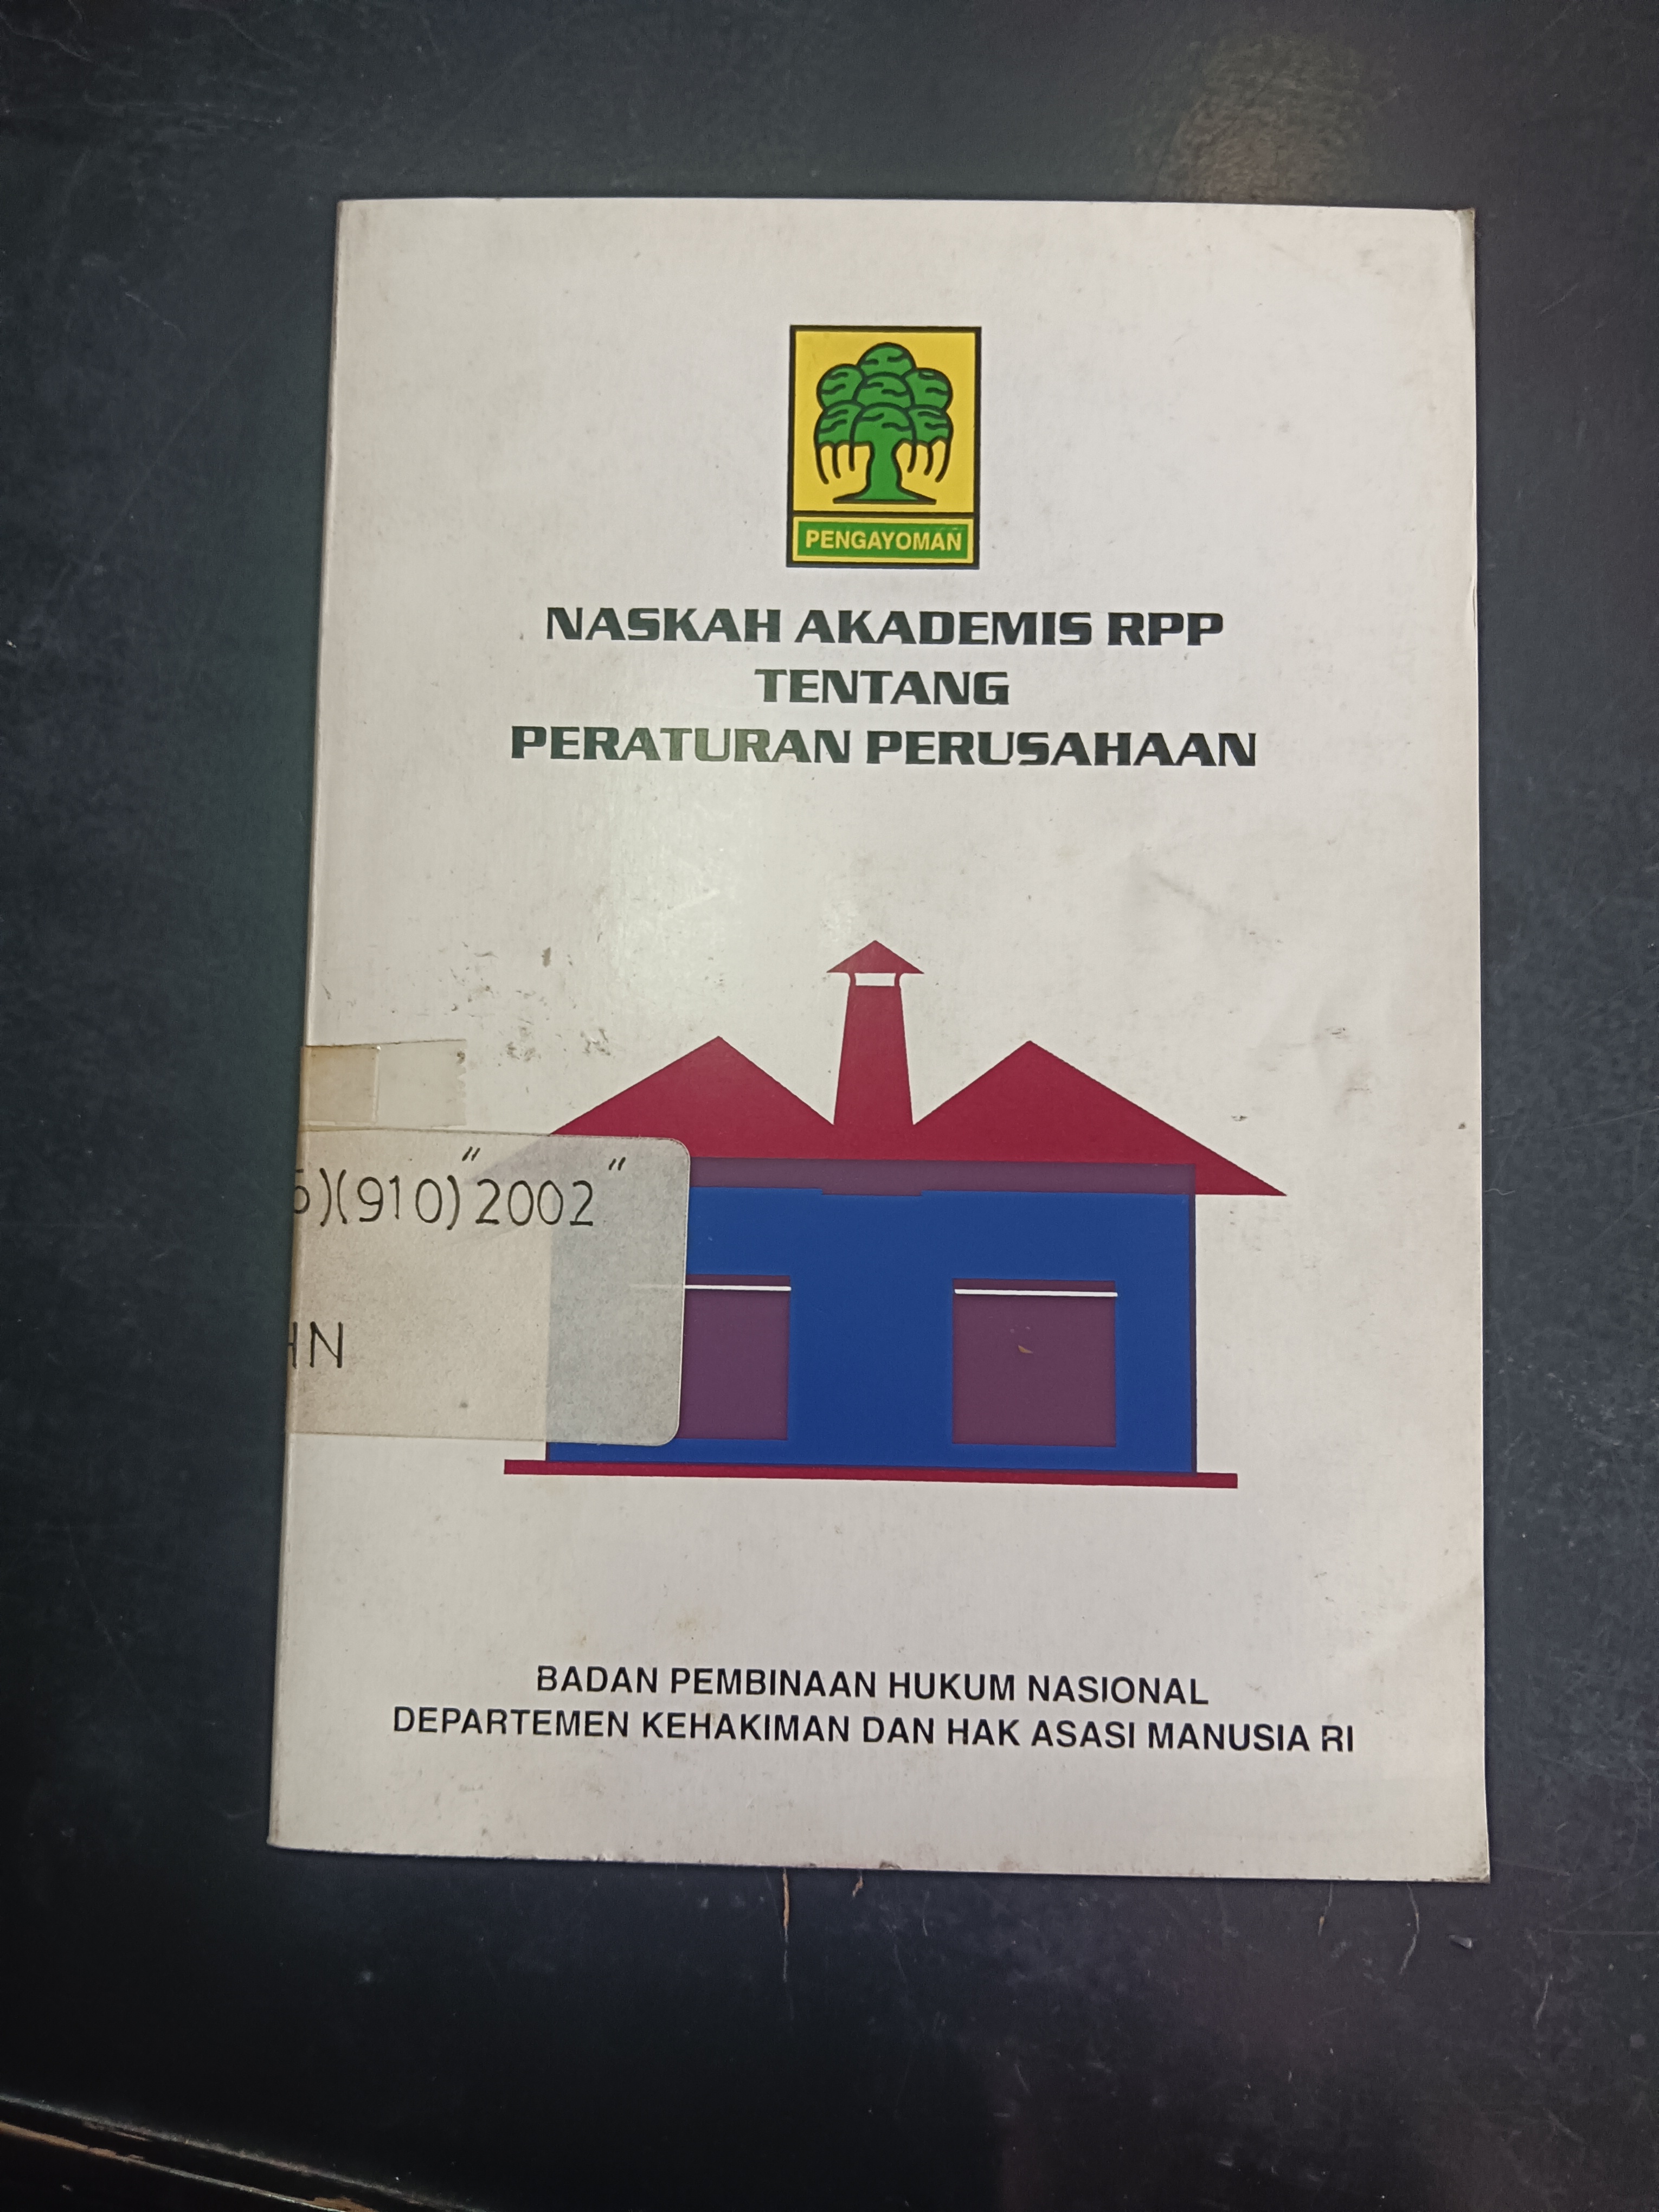 PENGAYOMAN
NASKAH AKADEMIS RPP
TENTANG
PERATURAN PERUSAHAAN
)(910)"2002"
HN
BADAN PEMBINAAN HUKUM NASIONAL
DEPARTEMEN KEHAKIMAN DAN HAK ASASI MANUSIA RI